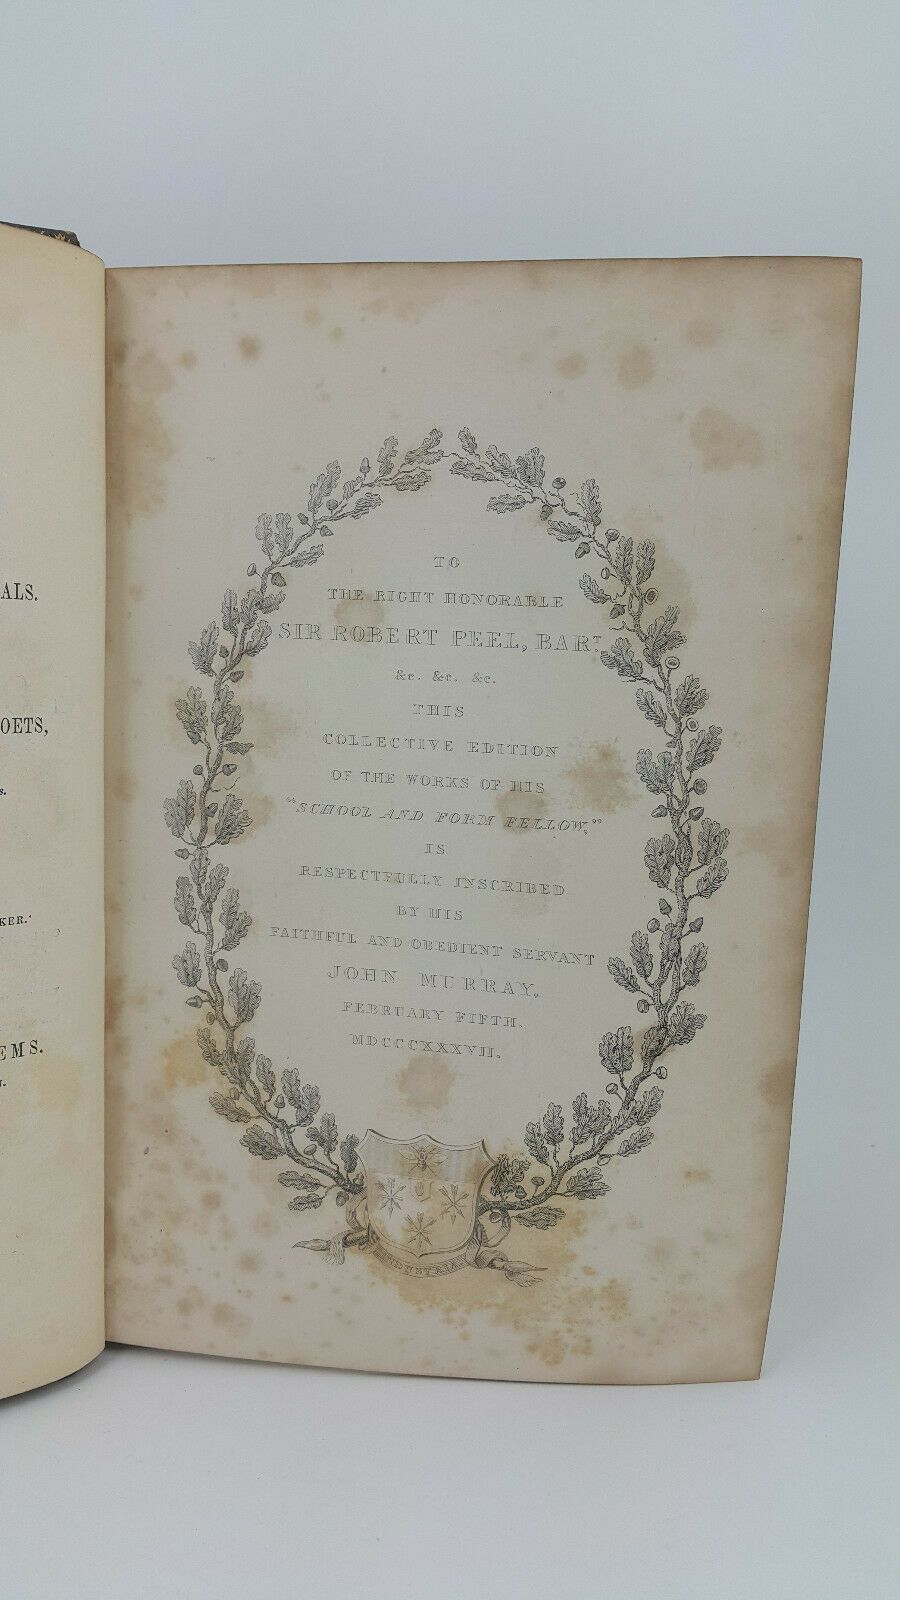 ALS.
OETS,
s.
KER.'
EMS.
TO
THE RIGHT HONORABLE
SIR ROBERT PEEL, BART.
&c. &c. &c.
THIS
COLLECTIVE EDITION
OF THE WORKS OF HIS
"SCHOOL AND FORM FELLOW,"
IS
RESPECTFULLY INSCRIBED
BY HIS
FAITHFUL AND OBEDIENT SERVANT
JOHN MURRAY.
FEBRUARY FIFTH.
MDCCCXXXVII.
INDUSTRIA